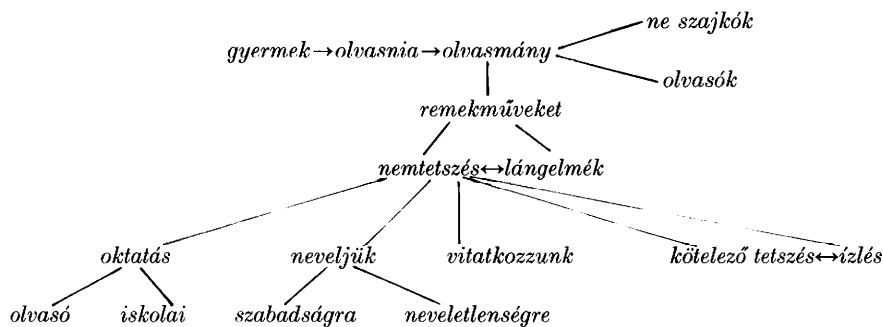 ne szajkók
gyermek→olvasnia→olvasmány
olvasók
remekműveket
nemtetszés↔lángelmék
oktatás neveljük vitatkozzunk kötelező tetszés↔ízlés
olvasó iskolai szabadságra neveletlenségre